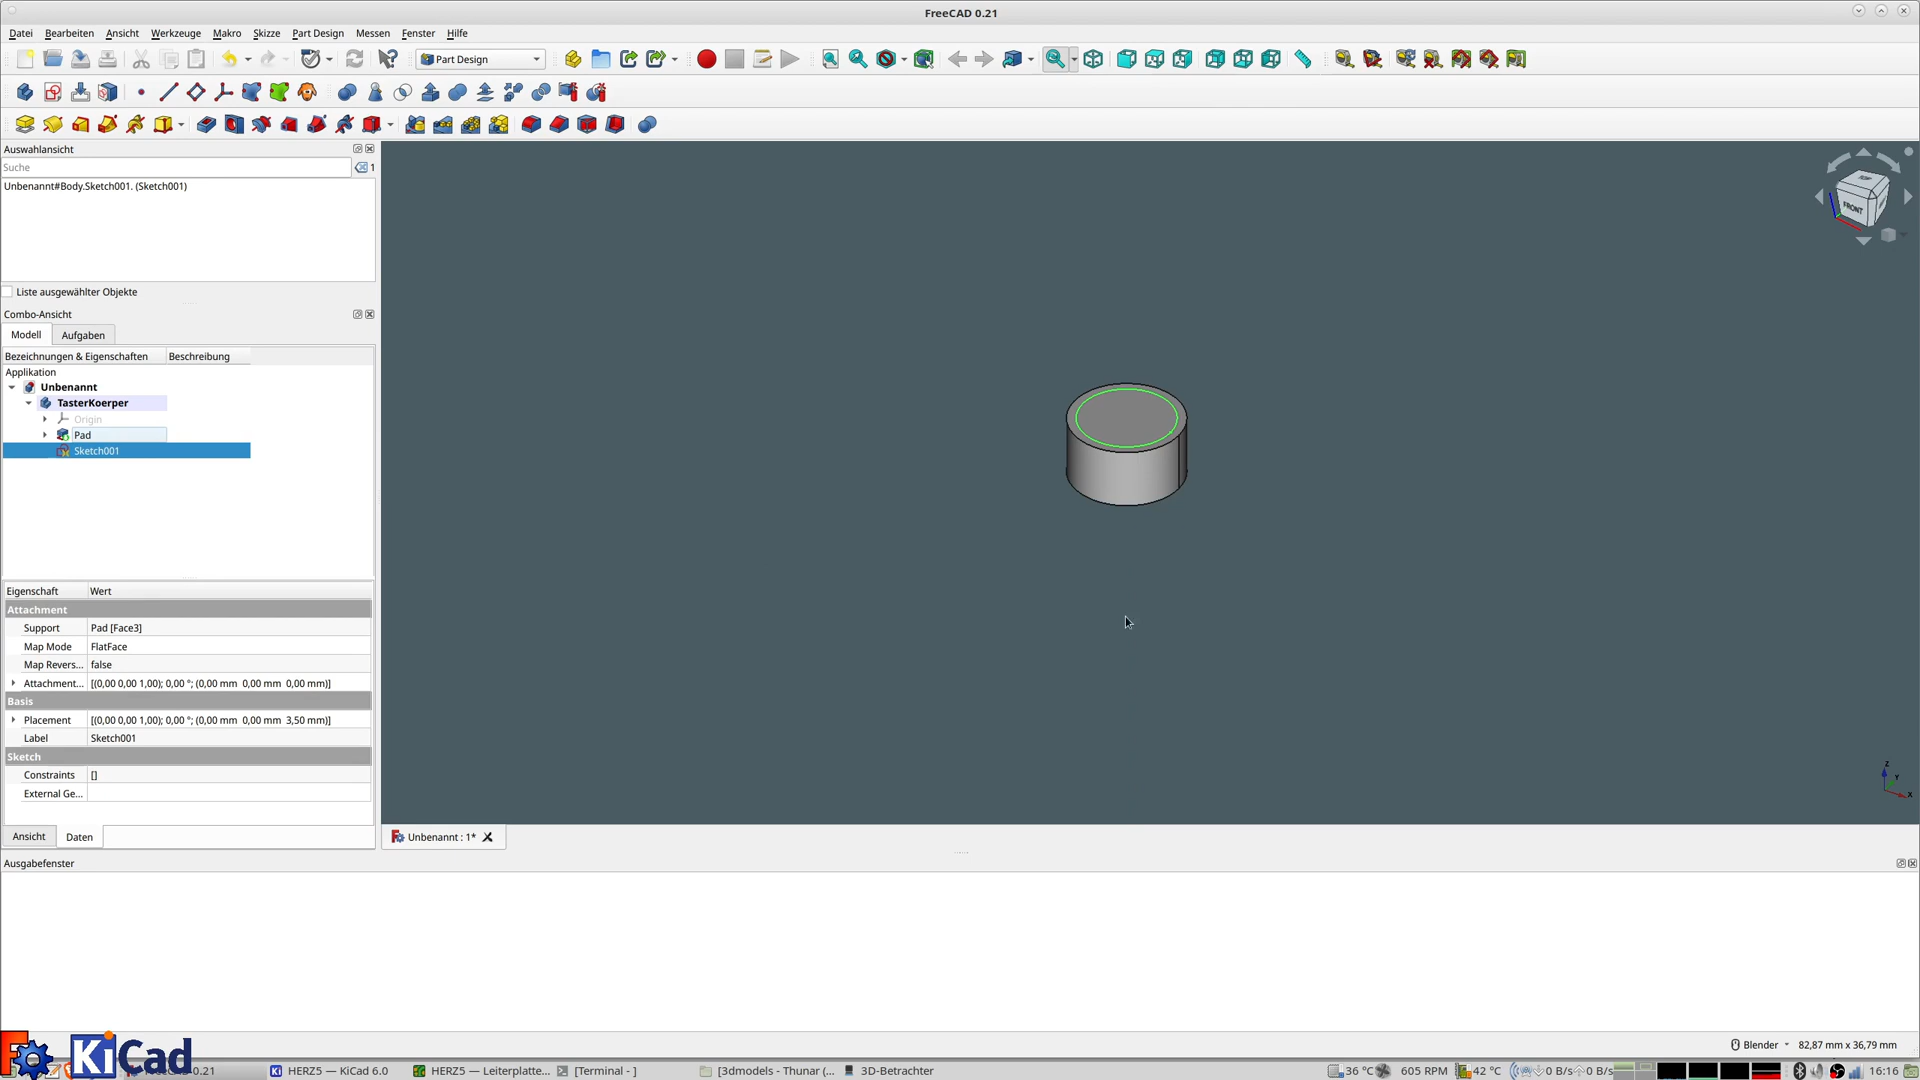 FreeCAD 0.21
Datei Bearbeiten Ansicht Werkzeuge Makro Skizze Part Design Messen Fenster Hilfe
Part Design
Auswahlansicht
Suche
1
Unbenannt#Body.Sketch001. (Sketch001)
Liste ausgewählter Objekte
Combo-Ansicht
Modell Aufgaben
Bezeichnungen & Eigenschaften Beschreibung
Applikation
Unbenannt
TasterKoerper
Origin
Pad
Sketch001
Eigenschaft Wert
Attachment
Support Pad [Face3]
Map Mode FlatFace
Map Revers... false
Attachment... [(0,00 0,00 1,00); 0,00 °; (0,00 mm 0,00 mm 0,00 mm)]
Basis
Placement [(0,00 0,00 1,00); 0,00 °; (0,00 mm 0,00 mm 3,50 mm)]
Label Sketch001
Sketch
Constraints []
External Ge...
Ansicht Daten
FRONT
Z
Y
X
Unbenannt : 1*
Ausgabefenster
Blender 82,87 mm x 36,79 mm
KiCad
0.21 HERZ5 — KiCad 6.0 HERZ5 — Leiterplatte... [Terminal - ] [3dmodels - Thunar (... 3D-Betrachter 36 °C 605 RPM 42 °C 0 B/s 0 B/s 16:16